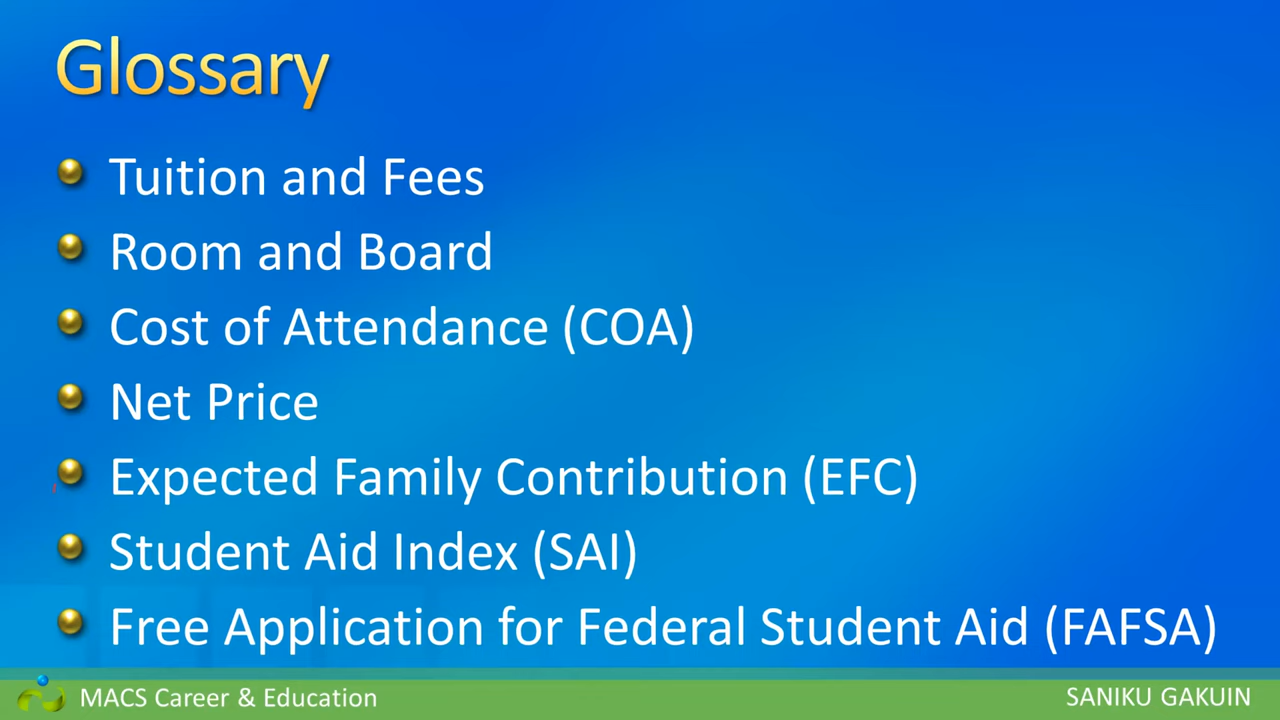 Glossary
Tuition and Fees
Room and Board
Cost of Attendance (COA)
Net Price
Expected Family Contribution (EFC)
Student Aid Index (SAI)
Free Application for Federal Student Aid (FAFSA)
MACS Career & Education
SANIKU GAKUIN